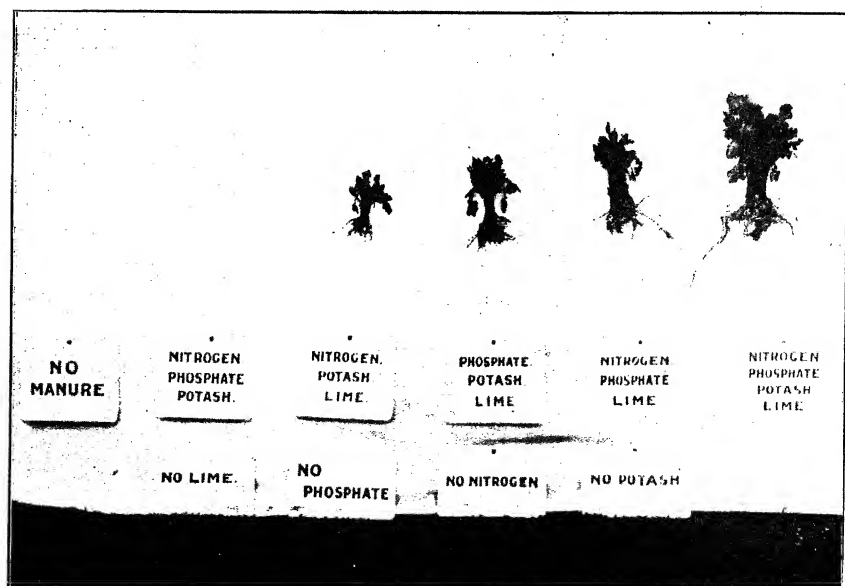 NO
MANURE
NITROGEN
PHOSPHATE
POTASH.
NITROGEN.
POTASH
LIME.
PHOSPHATE.
POTASH.
LIME
NITROGEN
PHOSPHATE
LIME
NITROGEN
PHOSPHATE
POTASH
LIME
NO LIME.
NO
PHOSPHATE
NO NITROGEN
NO POTASH